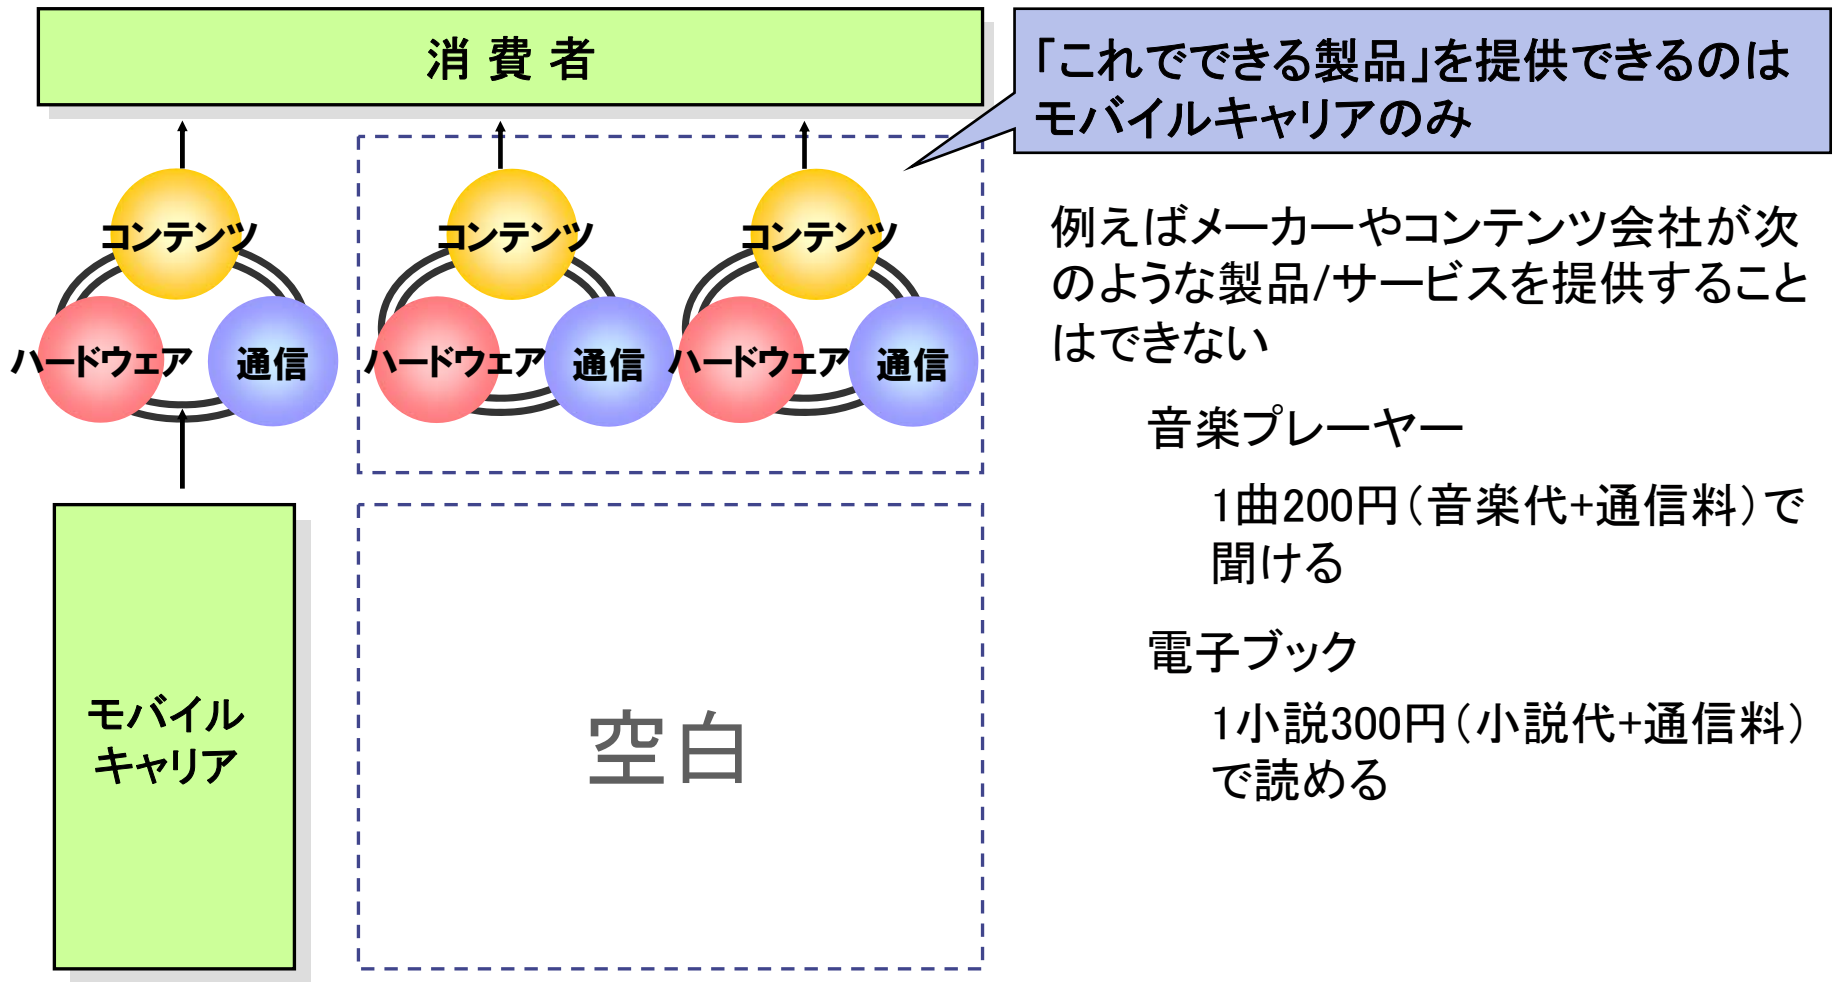 消費者
「これでできる製品」を提供できるのは
モバイルキャリアのみ
コンテンツ
ハードウェア
通信
コンテンツ
ハードウェア
通信
コンテンツ
ハードウェア
通信
例えばメーカーやコンテンツ会社が次
のような製品/サービスを提供すること
はできない
音楽プレーヤー
1曲200円（音楽代+通信料）で
聞ける
電子ブック
1小説300円（小説代+通信料）
で読める
モバイル
キャリア
空白